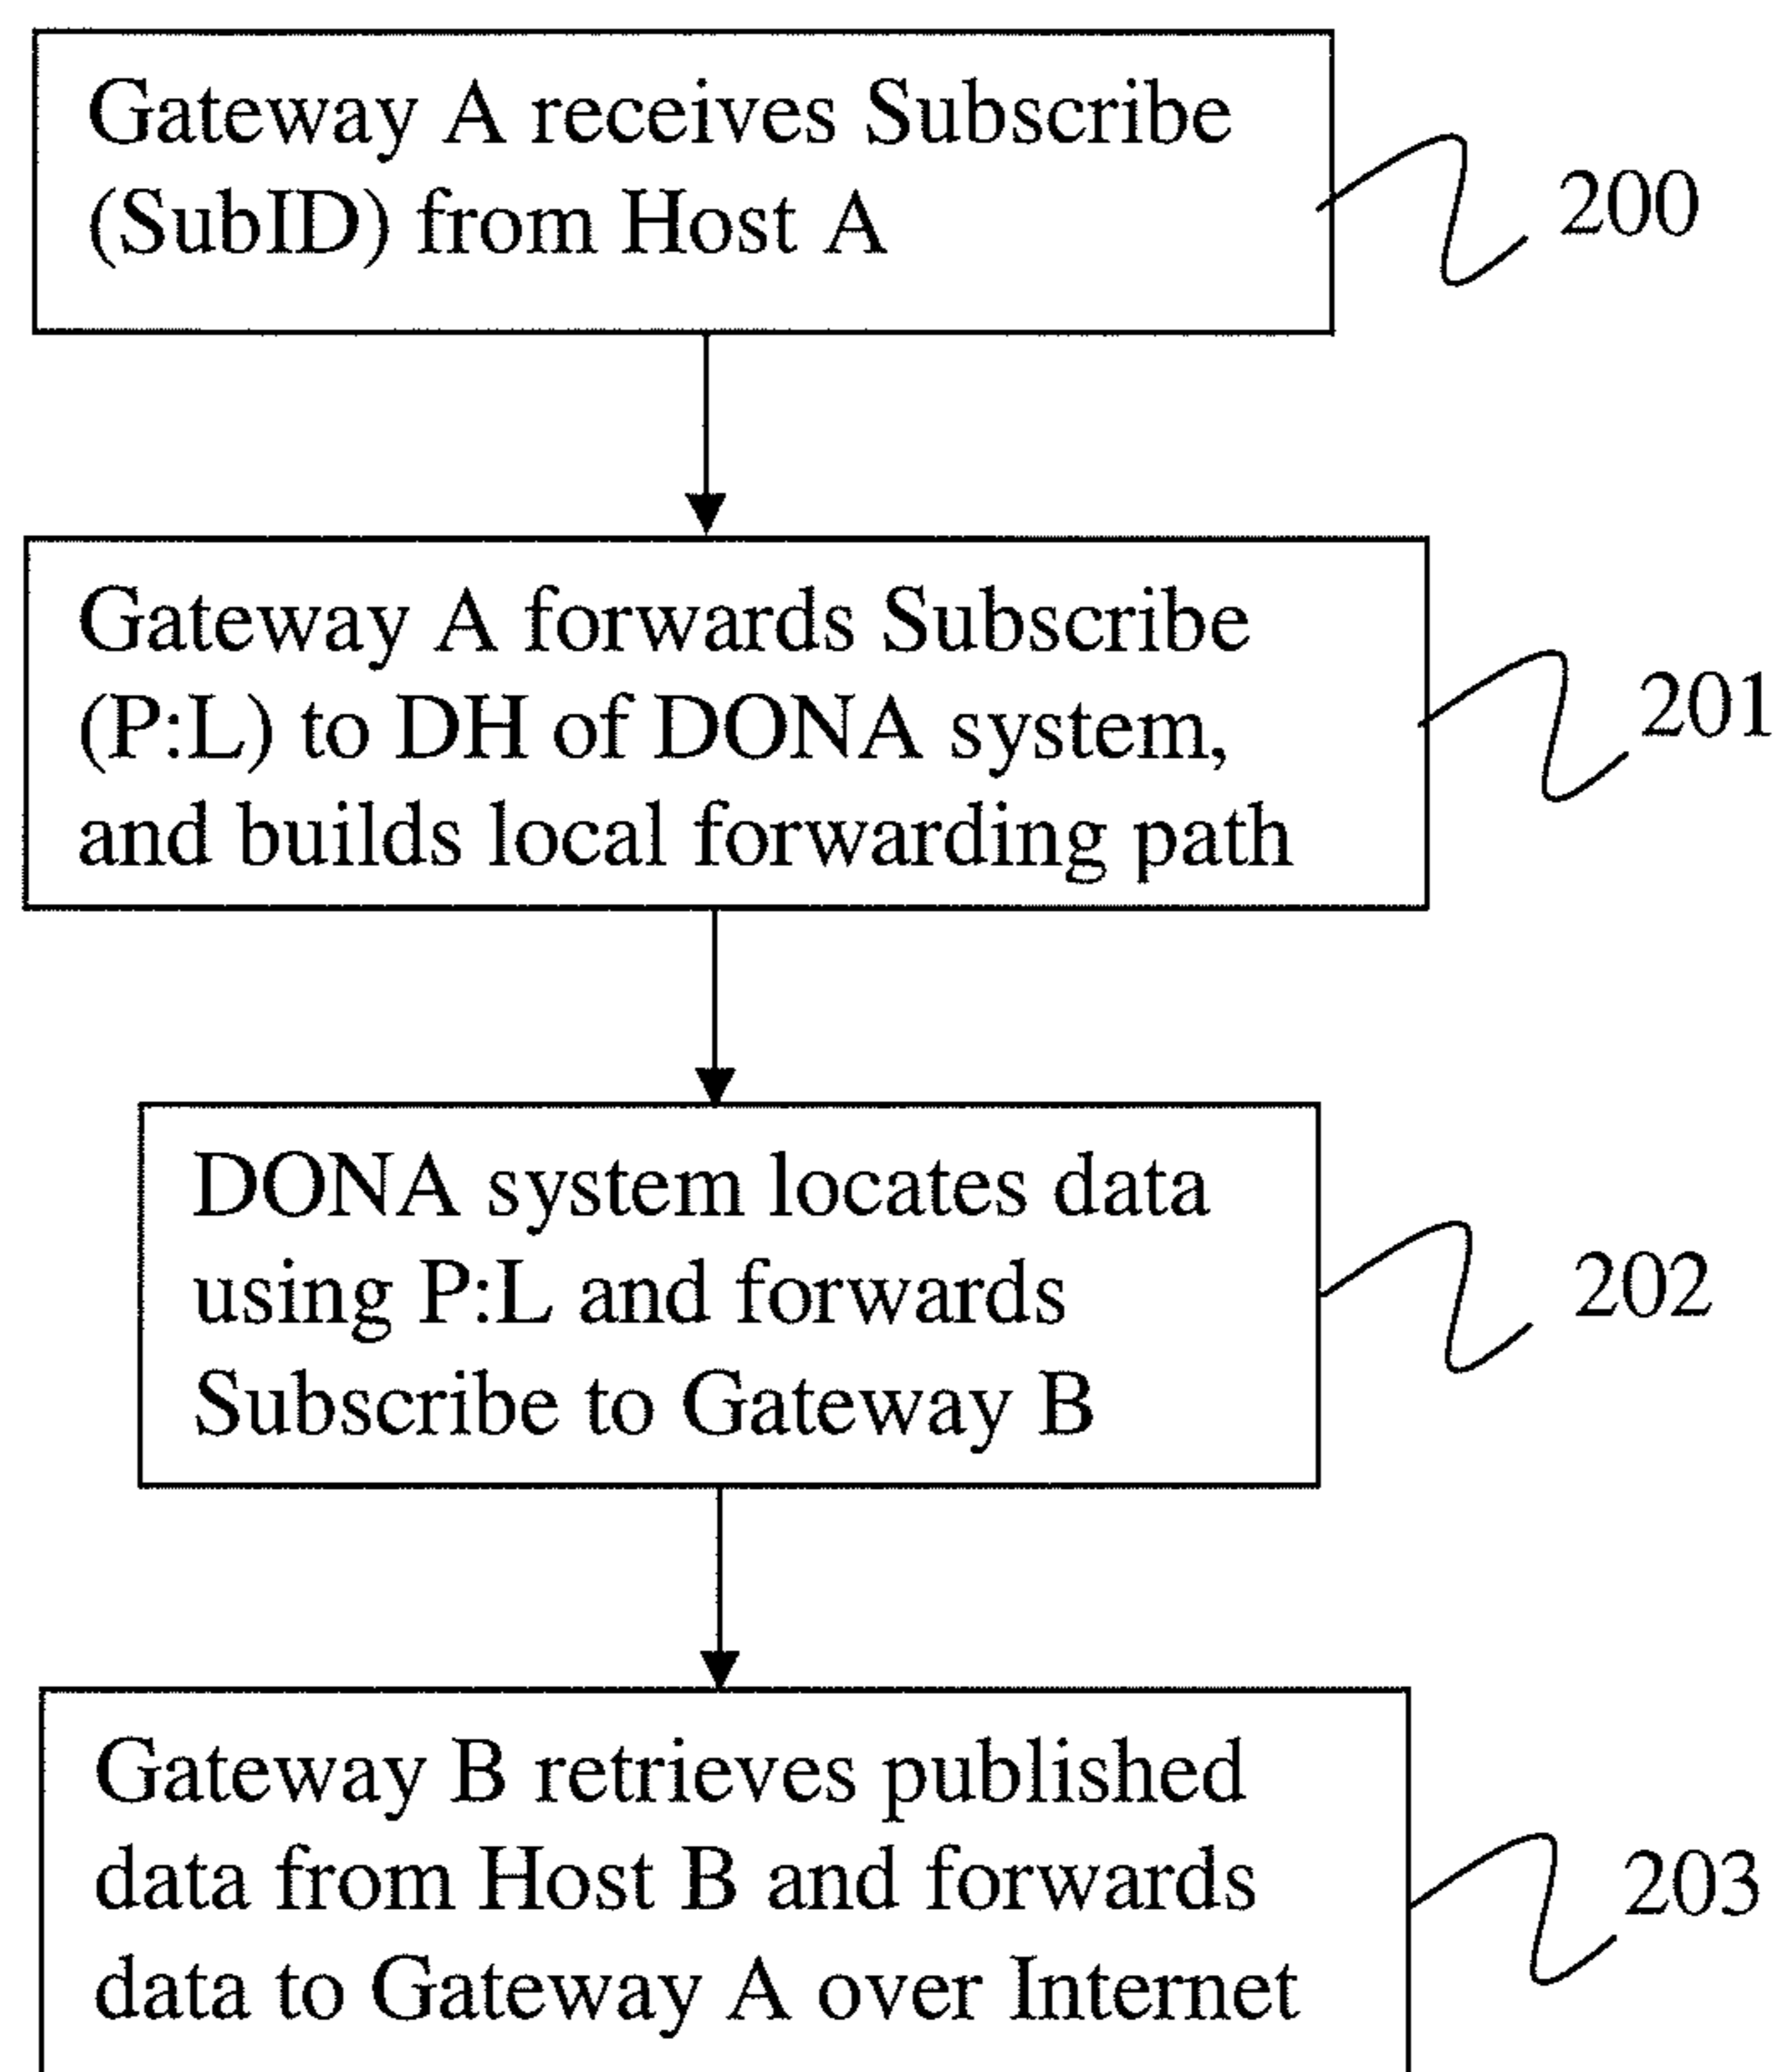 Gateway A receives Subscribe
(SubID) from Host A
200
Gateway A forwards Subscribe
(P:L) to DH of DONA system,
and builds local forwarding path
201
DONA system locates data
using P:L and forwards
Subscribe to Gateway B
202
Gateway B retrieves published
data from Host B and forwards
data to Gateway A over Internet
203